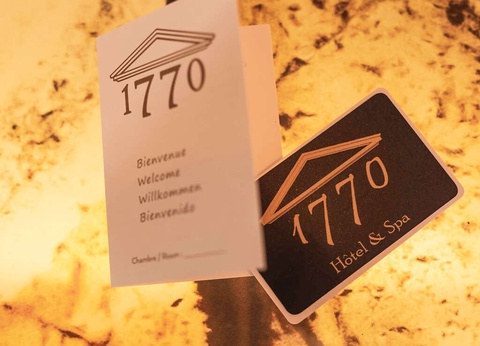 1770
Bienvenue
Welcome
Willkommen
Bienvenido
Chambre / Room
1770
Hôtel & Spa